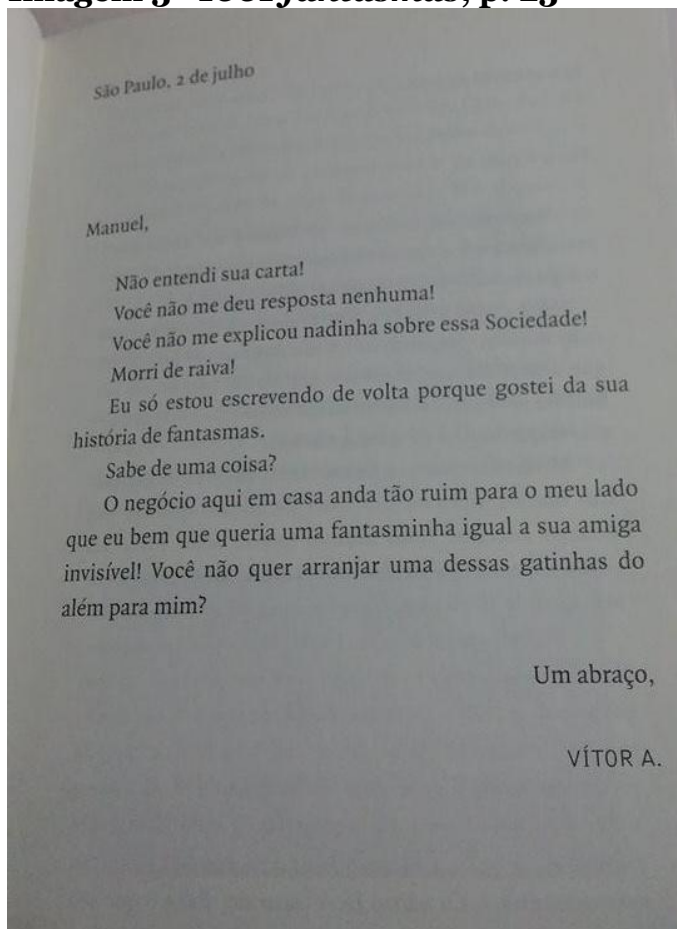 São Paulo, 2 de julho
Manuel,
Não entendi sua carta!
Você não me deu resposta nenhuma!
Você não me explicou nadinha sobre essa Sociedade!
Morri de raiva!
Eu só estou escrevendo de volta porque gostei da sua
história de fantasmas.
Sabe de uma coisa?
O negócio aqui em casa anda tão ruim para o meu lado
que eu bem que queria uma fantasminha igual a sua amiga
invisível! Você não quer arranjar uma dessas gatinhas do
além para mim?
Um abraço,
VÍTOR A.